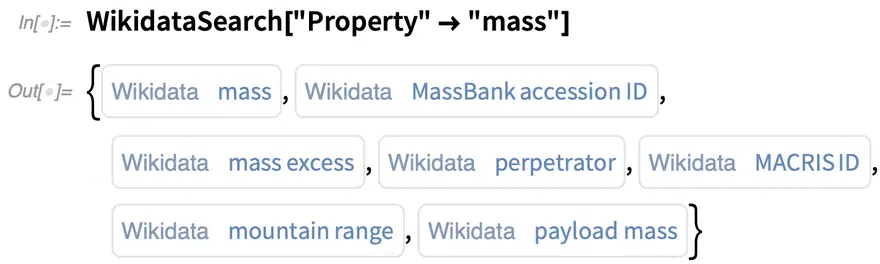 In[•]:= WikidataSearch["Property" → "mass"]
Out[•]= {Wikidata mass, Wikidata MassBank accession ID,
Wikidata mass excess, Wikidata perpetrator, Wikidata MACRIS ID,
Wikidata mountain range, Wikidata payload mass}